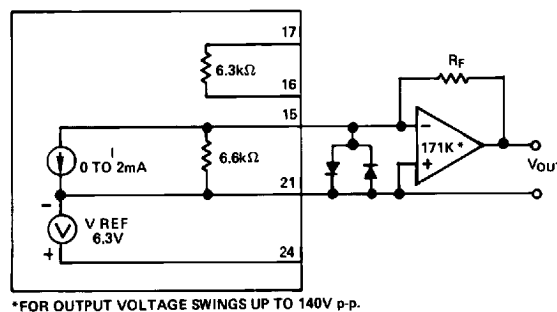 17
6.3kΩ
16
15
RF
I
0 TO 2mA
6.6kΩ
−
171K *
+
VOUT
21
−
V
V REF
6.3V
+
24
*FOR OUTPUT VOLTAGE SWINGS UP TO 140V p-p.